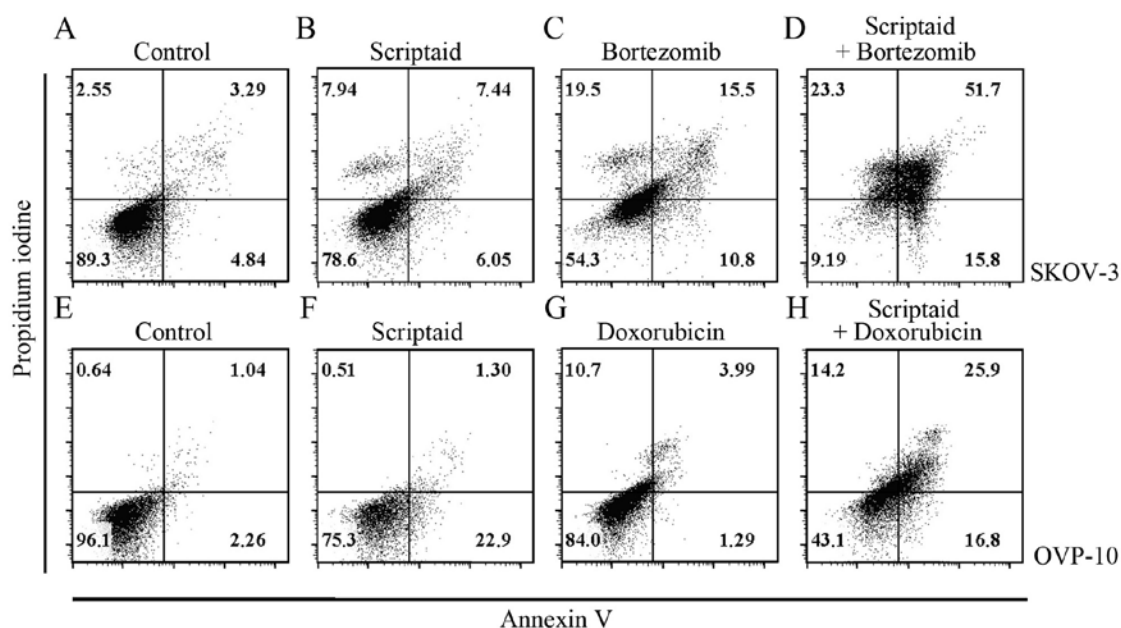 A
Control
2.55
3.29
89.3
4.84
B
Scriptaid
7.94
7.44
78.6
6.05
C
Bortezomib
19.5
15.5
54.3
10.8
D
Scriptaid
+ Bortezomib
23.3
51.7
9.19
15.8
SKOV-3
E
Control
0.64
1.04
96.1
2.26
F
Scriptaid
0.51
1.30
75.3
22.9
G
Doxorubicin
10.7
3.99
84.0
1.29
H
Scriptaid
+ Doxorubicin
14.2
25.9
43.1
16.8
OVP-10
Propidium iodine
Annexin V